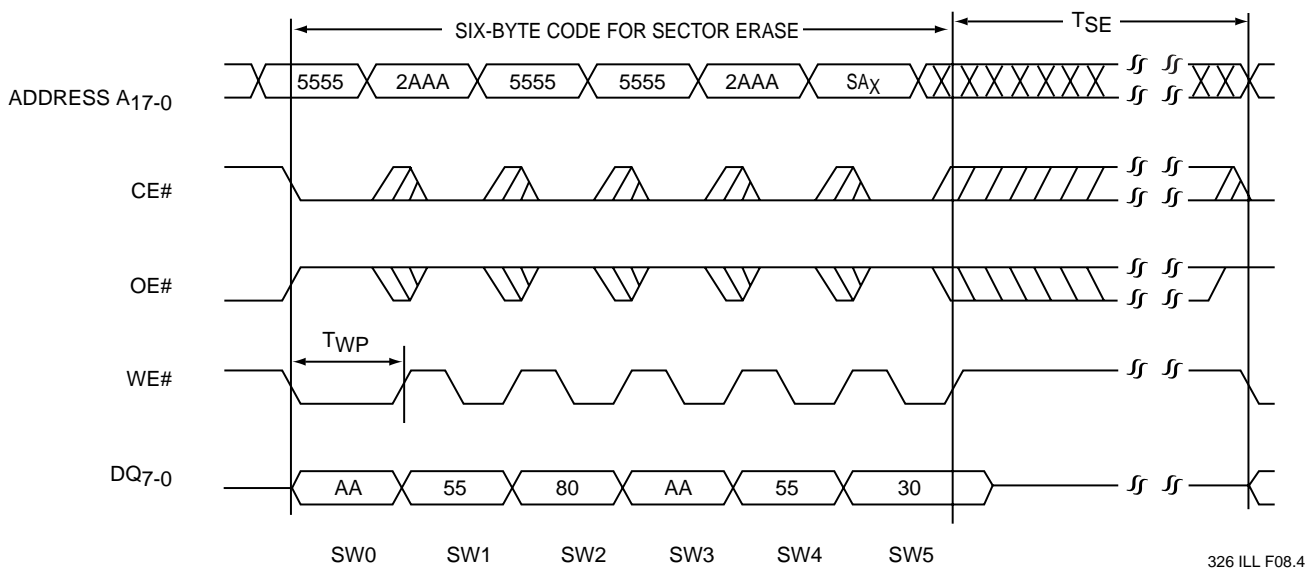 SIX-BYTE CODE FOR SECTOR ERASE
TSE
ADDRESS A17-0
5555 2AAA 5555 5555 2AAA SAX
CE#
OE#
TWP
WE#
DQ7-0
AA 55 80 AA 55 30
SW0 SW1 SW2 SW3 SW4 SW5
326 ILL F08.4